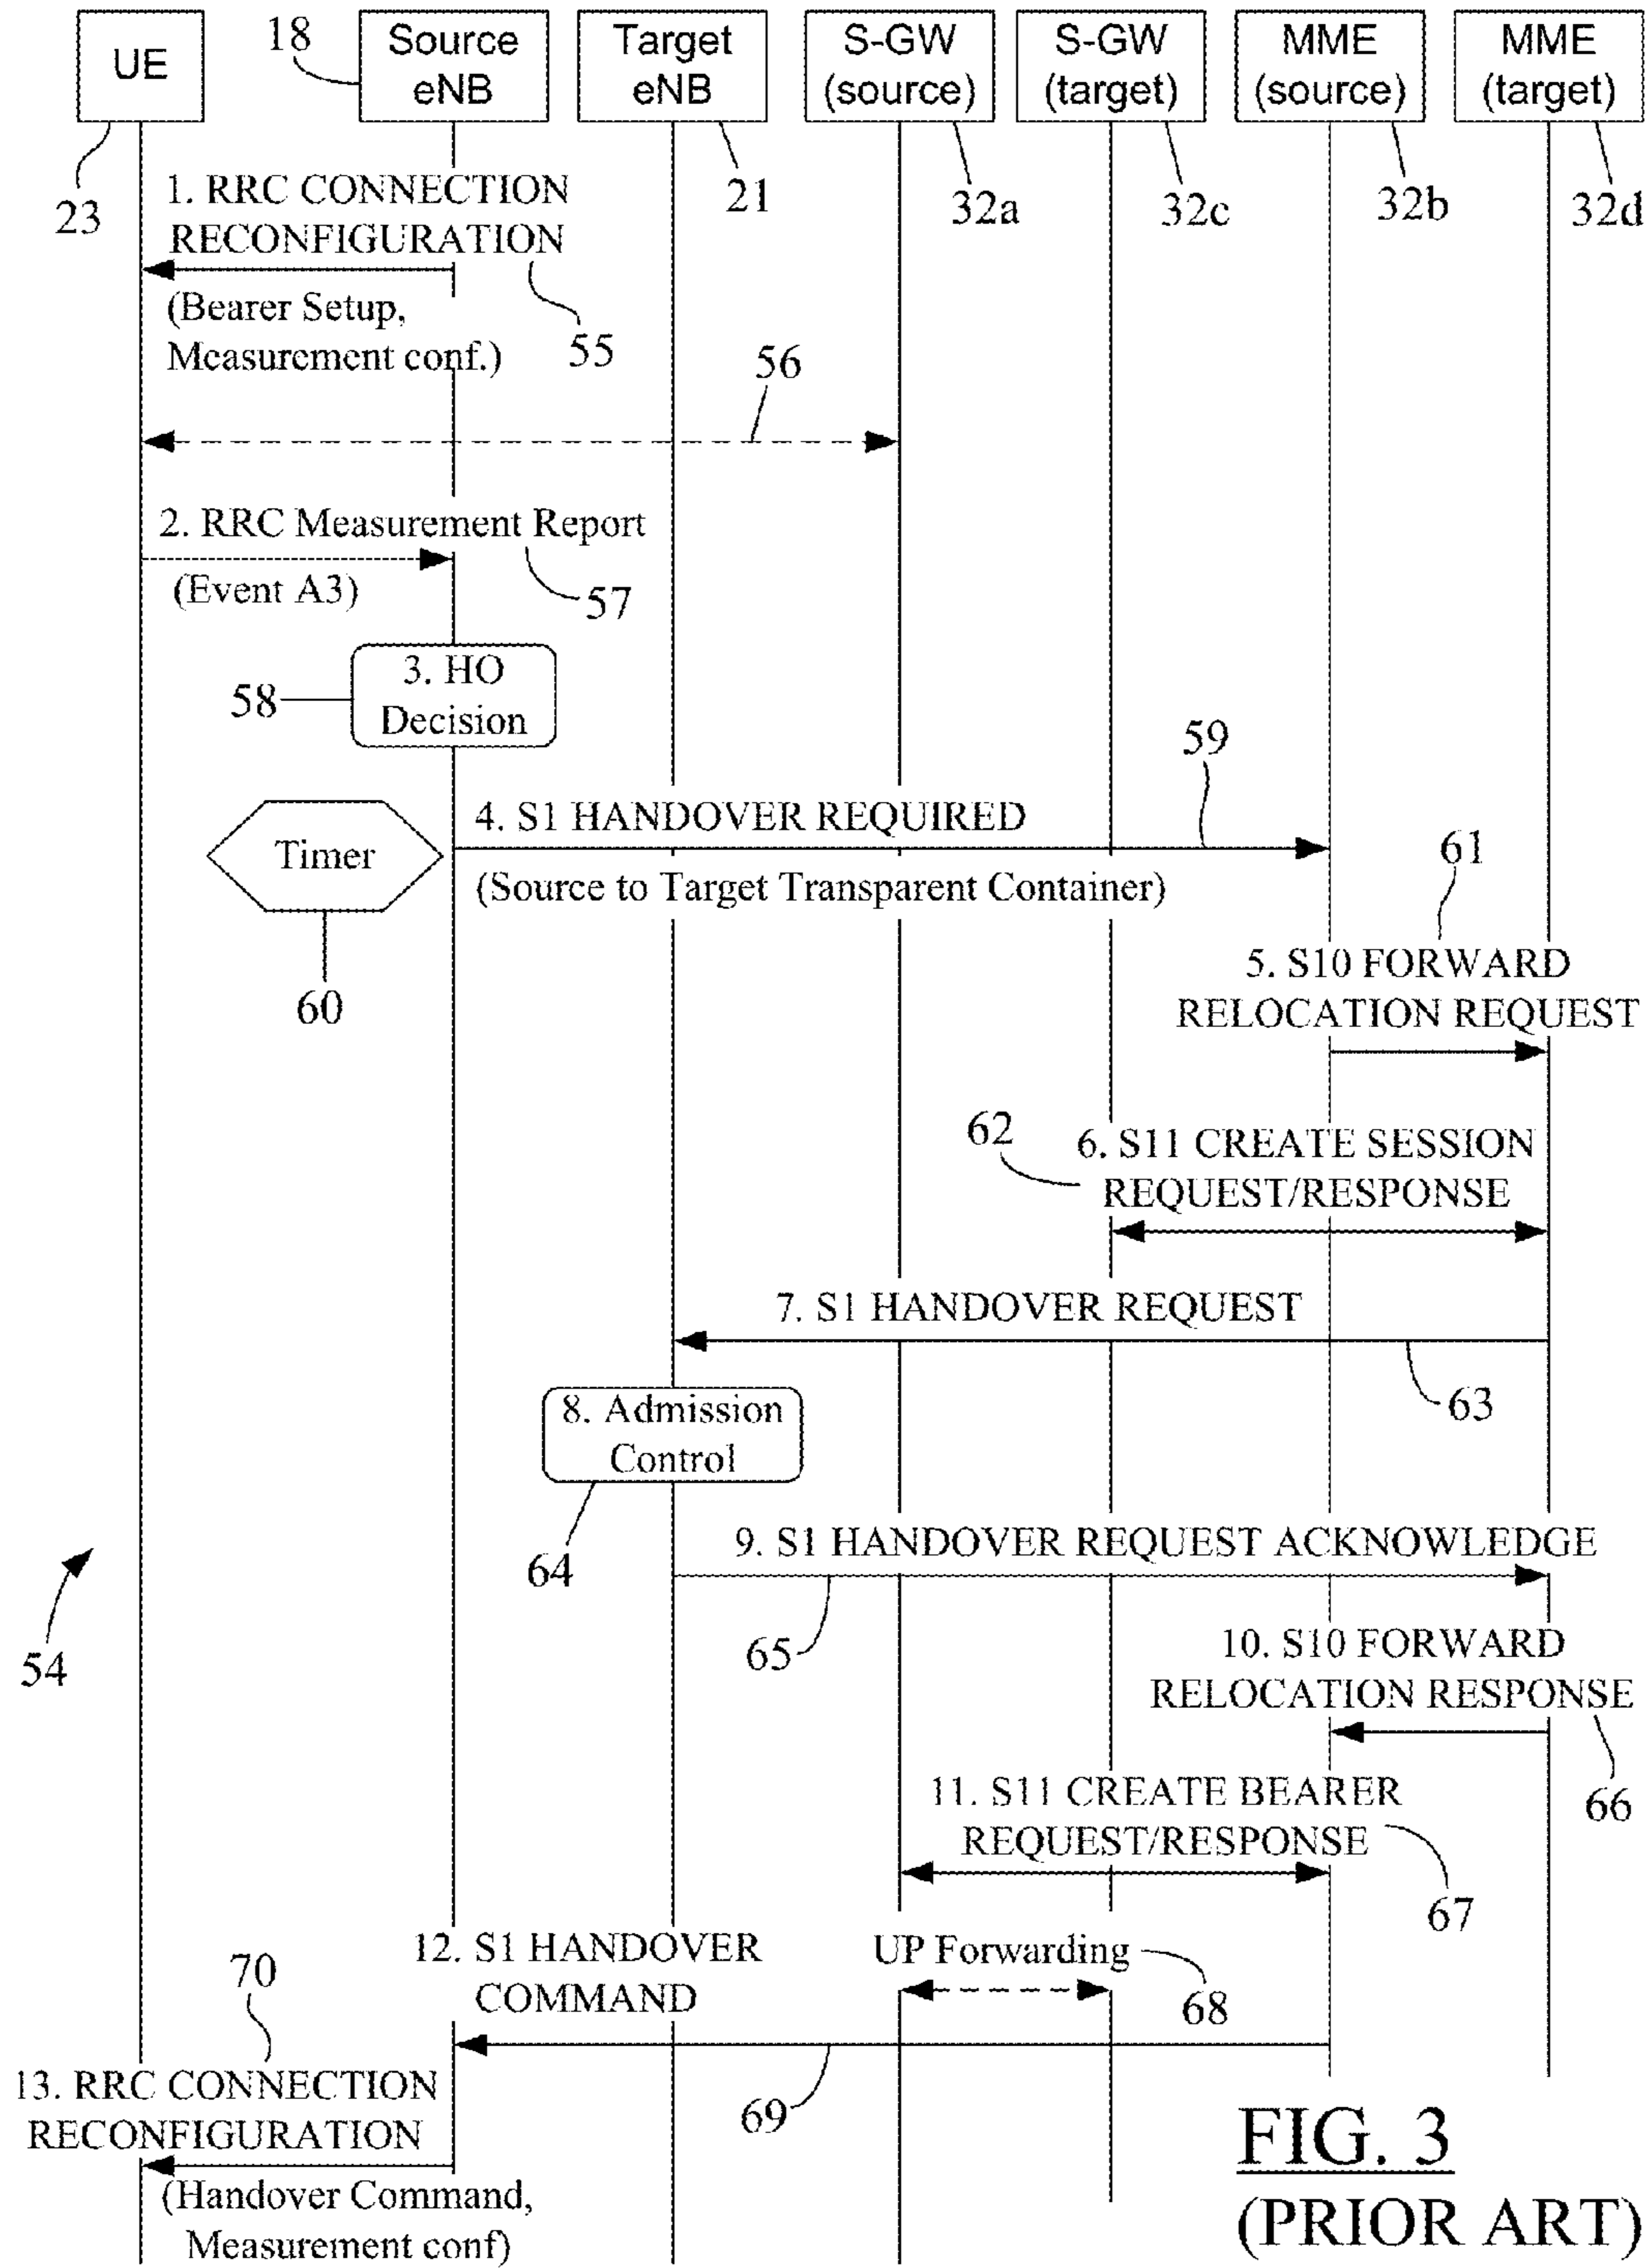 UE
18
Source
eNB
Target
eNB
S-GW
(source)
S-GW
(target)
MME
(source)
MME
(target)
23
21
32a
32c
32b
32d
1. RRC CONNECTION
RECONFIGURATION
(Bearer Setup,
Measurement conf.)
55
56
2. RRC Measurement Report
(Event A3)
57
3. HO
Decision
58
59
4. S1 HANDOVER REQUIRED
Timer
(Source to Target Transparent Container)
60
61
5. S10 FORWARD
RELOCATION REQUEST
62
6. S11 CREATE SESSION
REQUEST/RESPONSE
7. S1 HANDOVER REQUEST
63
8. Admission
Control
64
9. S1 HANDOVER REQUEST ACKNOWLEDGE
65
54
10. S10 FORWARD
RELOCATION RESPONSE
66
11. S11 CREATE BEARER
REQUEST/RESPONSE
67
UP Forwarding
68
12. S1 HANDOVER
COMMAND
69
70
13. RRC CONNECTION
RECONFIGURATION
(Handover Command,
Measurement conf)
FIG. 3
(PRIOR ART)